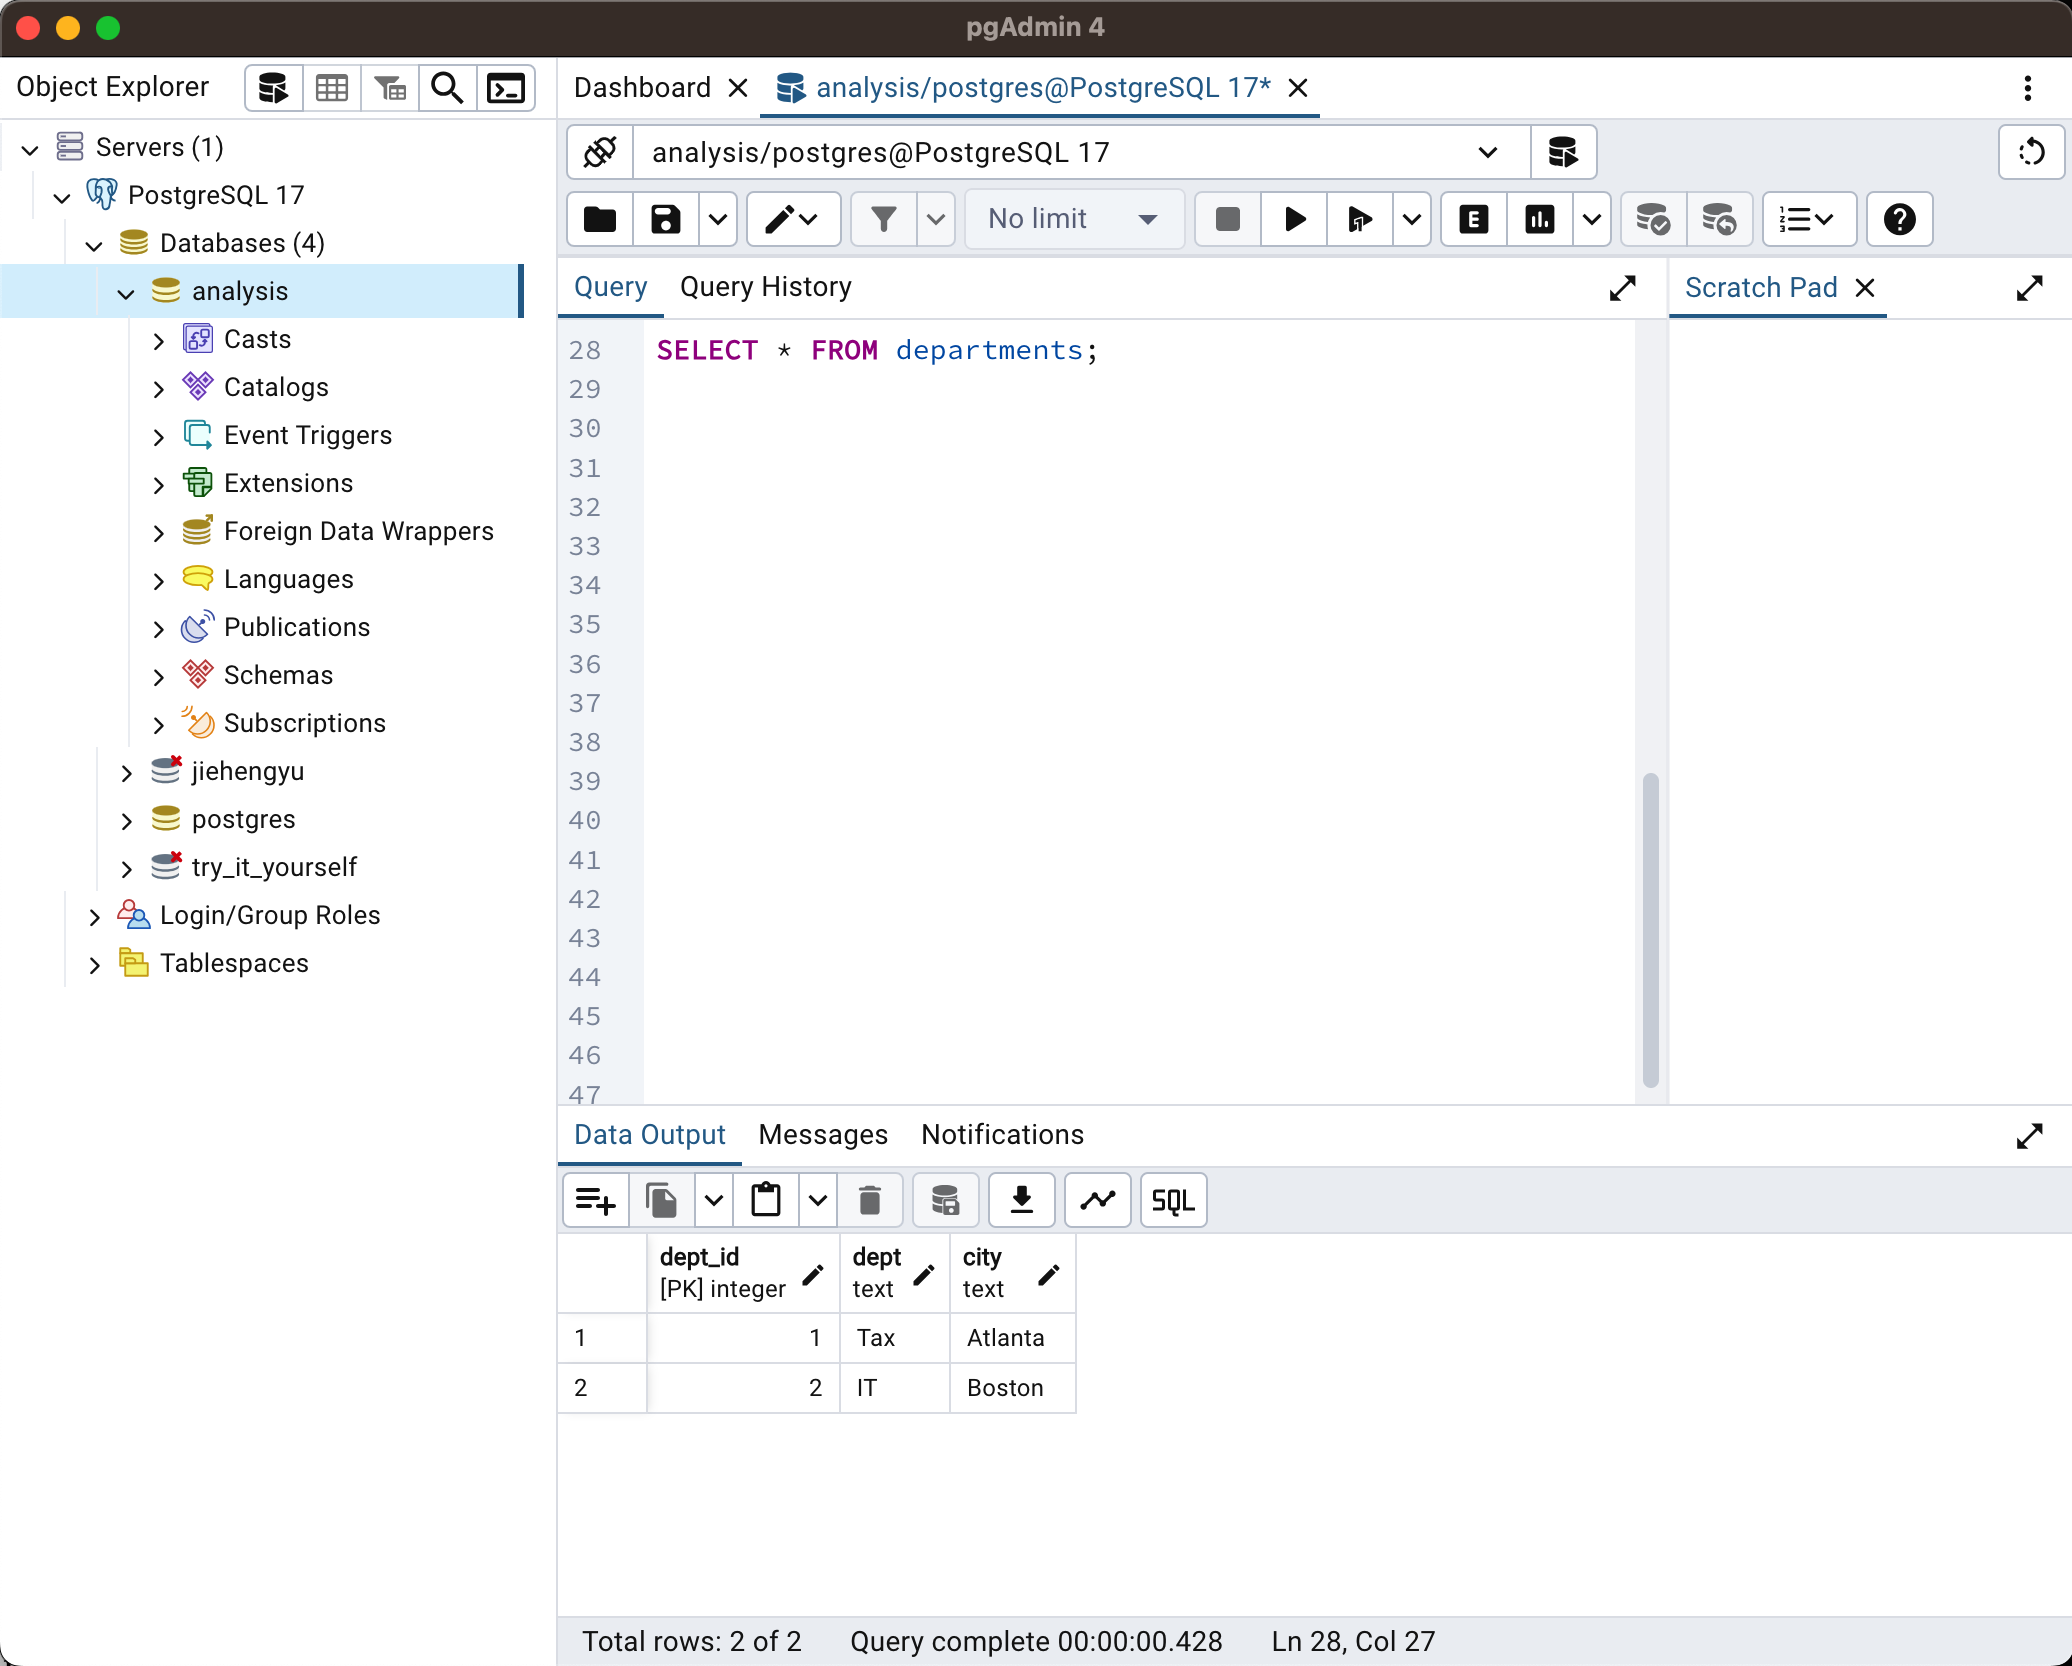 pgAdmin 4
Object Explorer
Servers (1)
PostgreSQL 17
Databases (4)
analysis
Casts
Catalogs
Event Triggers
Extensions
Foreign Data Wrappers
Languages
Publications
Schemas
Subscriptions
jiehengyu
postgres
try_it_yourself
Login/Group Roles
Tablespaces
Dashboard analysis/postgres@PostgreSQL 17*
analysis/postgres@PostgreSQL 17
No limit E
Query Query History
28 SELECT * FROM departments;
29
30
31
32
33
34
35
36
37
38
39
40
41
42
43
44
45
46
47
Scratch Pad
Data Output Messages Notifications
SQL
dept_id dept city
[PK] integer text text
1 1 Tax Atlanta
2 2 IT Boston
Total rows: 2 of 2 Query complete 00:00:00.428 Ln 28, Col 27